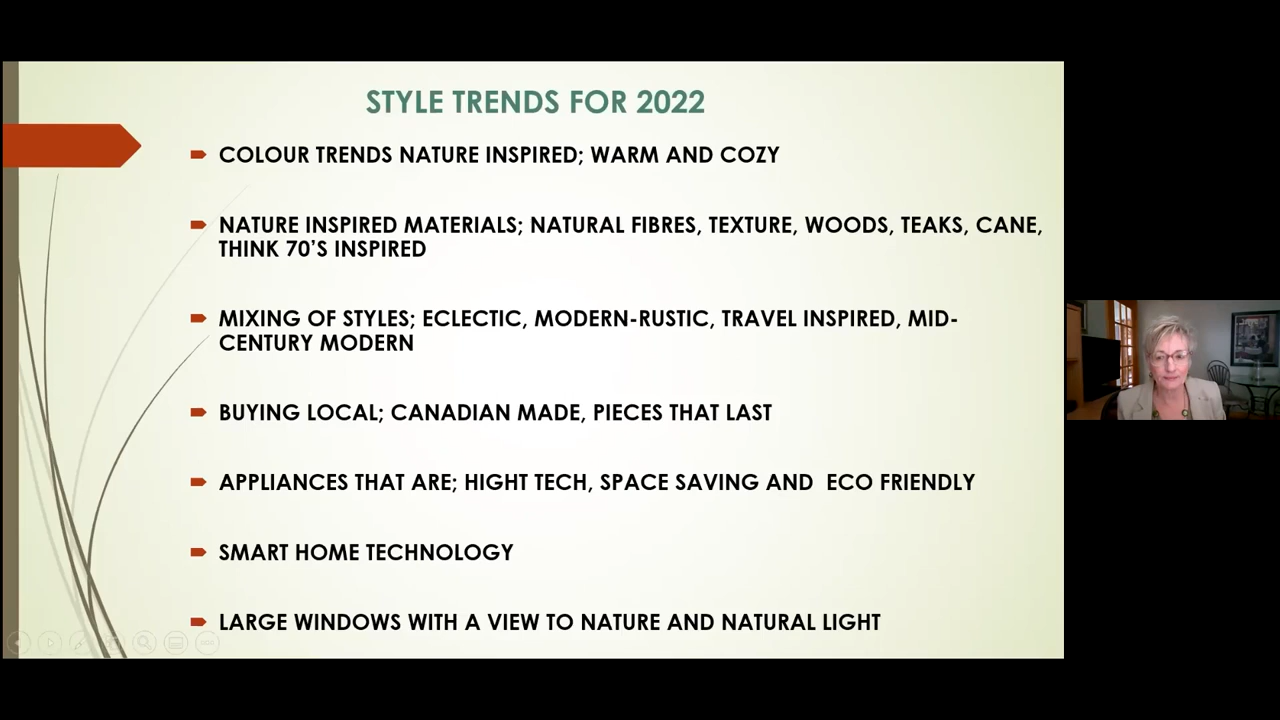 STYLE TRENDS FOR 2022
COLOUR TRENDS NATURE INSPIRED; WARM AND COZY
NATURE INSPIRED MATERIALS; NATURAL FIBRES, TEXTURE, WOODS, TEAKS, CANE,
THINK 70'S INSPIRED
MIXING OF STYLES; ECLECTIC, MODERN-RUSTIC, TRAVEL INSPIRED, MID-
CENTURY MODERN
BUYING LOCAL; CANADIAN MADE, PIECES THAT LAST
APPLIANCES THAT ARE; HIGHT TECH, SPACE SAVING AND  ECO FRIENDLY
SMART HOME TECHNOLOGY
LARGE WINDOWS WITH A VIEW TO NATURE AND NATURAL LIGHT